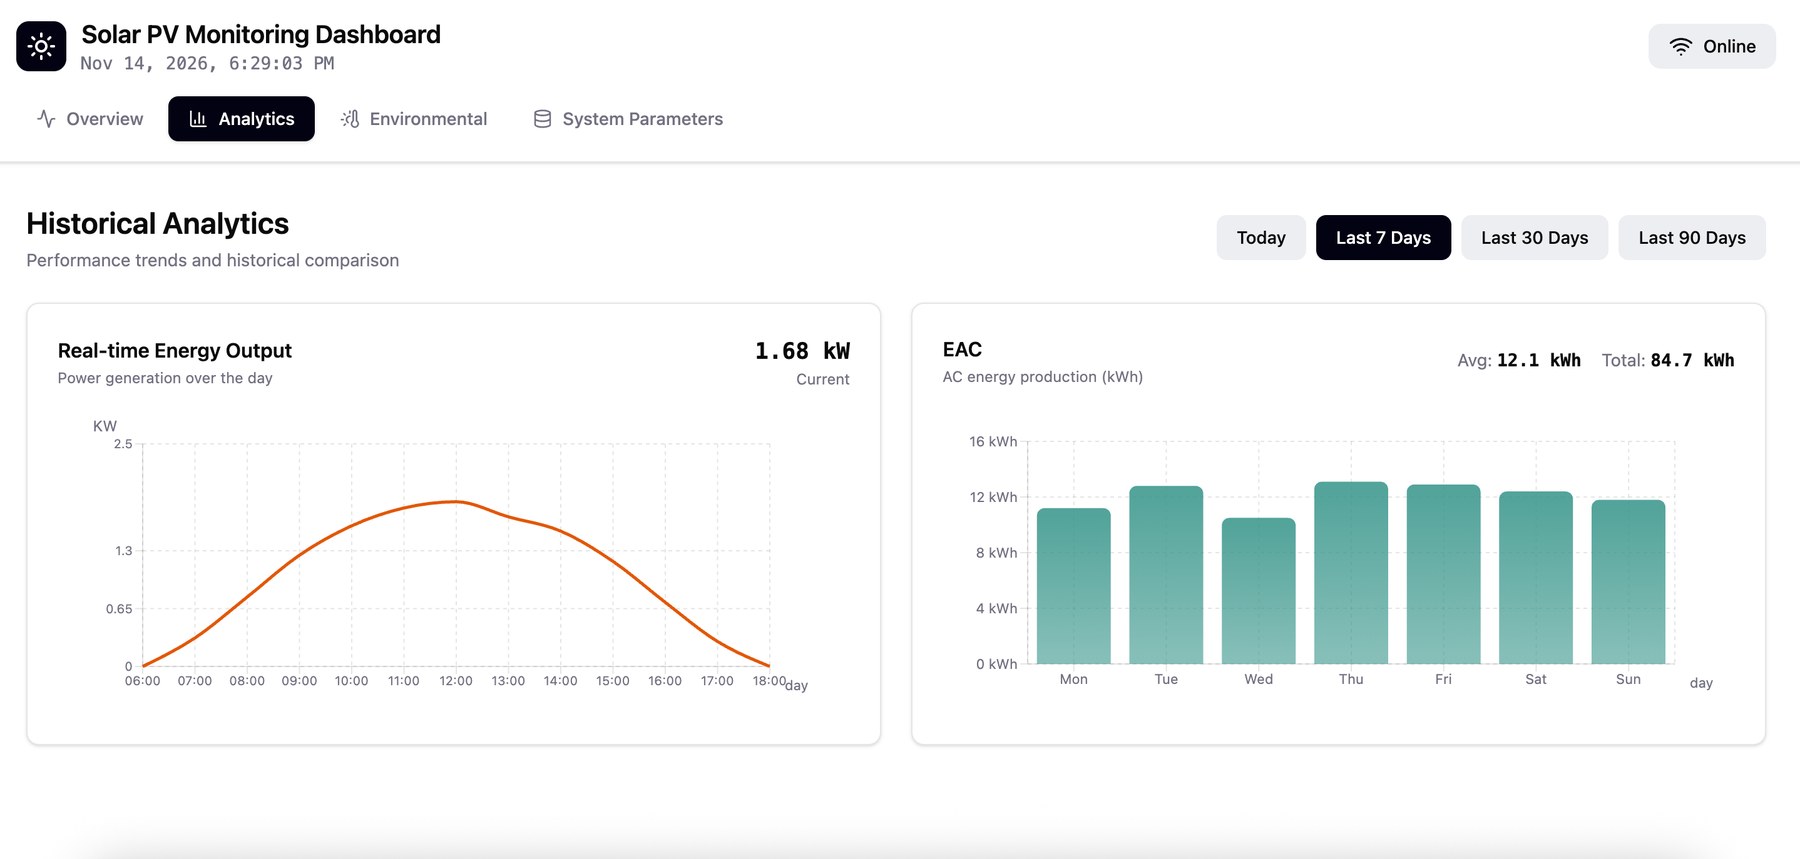 Solar PV Monitoring Dashboard
Nov 14, 2026, 6:29:03 PM
Online
Overview Analytics Environmental System Parameters
Historical Analytics
Performance trends and historical comparison
Today Last 7 Days Last 30 Days Last 90 Days
Real-time Energy Output
Power generation over the day
1.68 kW
Current
KW
2.5
1.3
0.65
0
06:00 07:00 08:00 09:00 10:00 11:00 12:00 13:00 14:00 15:00 16:00 17:00 18:00
day
EAC
AC energy production (kWh)
Avg: 12.1 kWh Total: 84.7 kWh
16 kWh
12 kWh
8 kWh
4 kWh
0 kWh
Mon Tue Wed Thu Fri Sat Sun
day